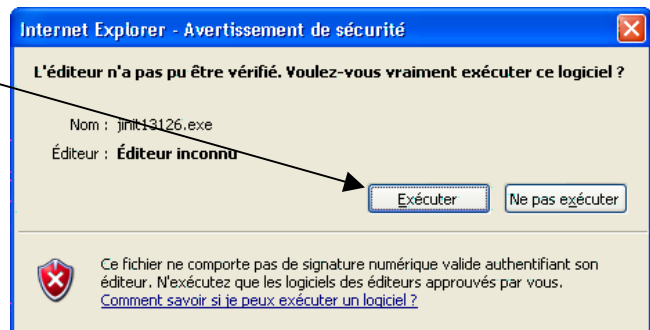 Internet Explorer - Avertissement de sécurité
L'éditeur n'a pas pu être vérifié. Voulez-vous vraiment exécuter ce logiciel ?
Nom : jinit13126.exe
Éditeur : Éditeur inconnu
Exécuter
Ne pas exécuter
Ce fichier ne comporte pas de signature numérique valide authentifiant son
éditeur. N'exécutez que les logiciels des éditeurs approuvés par vous.
Comment savoir si je peux exécuter un logiciel ?